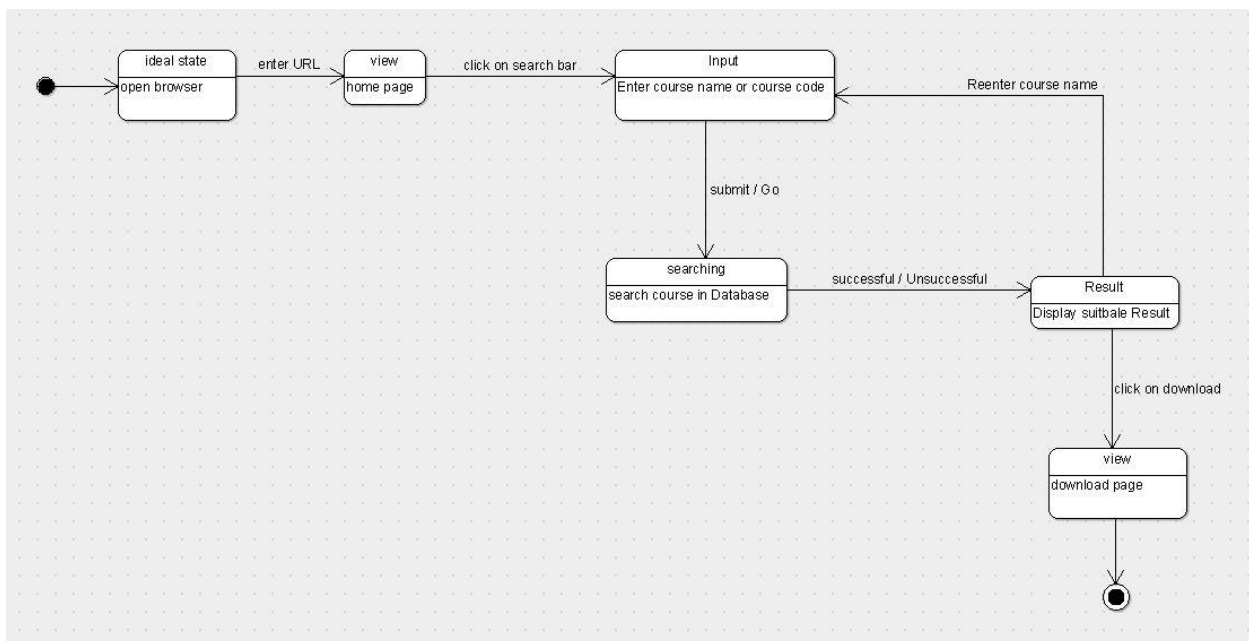 ideal state
open browser
enter URL
view
home page
click on search bar
Input
Enter course name or course code
Reenter course name
submit / Go
searching
search course in Database
successful / Unsuccessful
Result
Display suitbale Result
click on download
view
download page